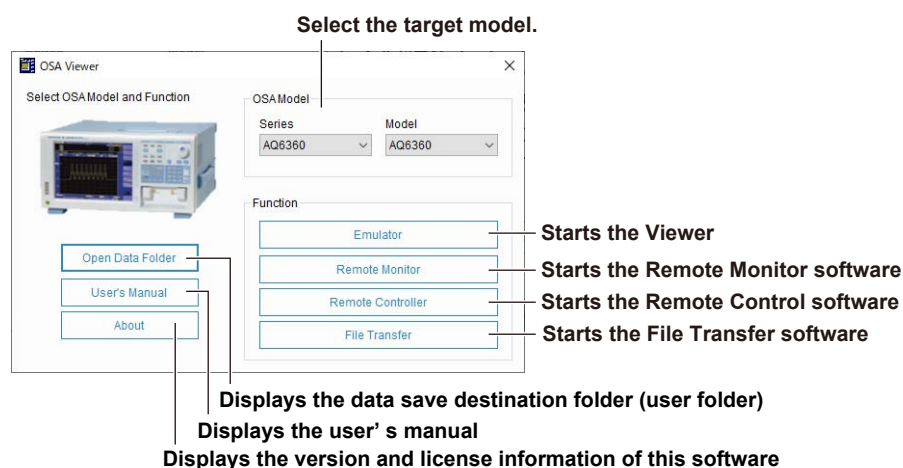 Select the target model.
OSA Viewer
Select OSA Model and Function
OSA Model
Series
Model
AQ6360
AQ6360
Function
Emulator
Starts the Viewer
Open Data Folder
Remote Monitor
Starts the Remote Monitor software
User's Manual
Remote Controller
Starts the Remote Control software
About
File Transfer
Starts the File Transfer software
Displays the data save destination folder (user folder)
Displays the user’ s manual
Displays the version and license information of this software